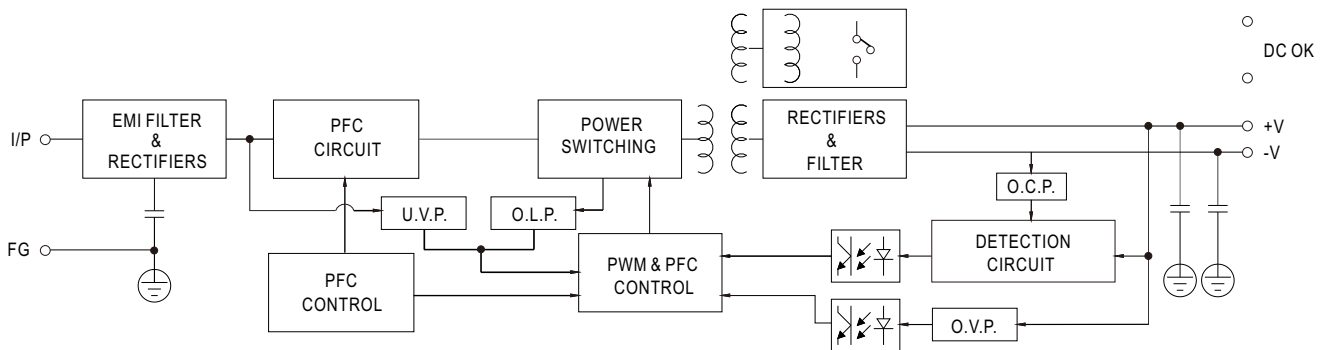 DC OK
I/P
EMI FILTER
&
RECTIFIERS
PFC
CIRCUIT
POWER
SWITCHING
RECTIFIERS
&
FILTER
+V
-V
O.C.P.
U.V.P.
O.L.P.
FG
PFC
CONTROL
PWM & PFC
CONTROL
DETECTION
CIRCUIT
O.V.P.